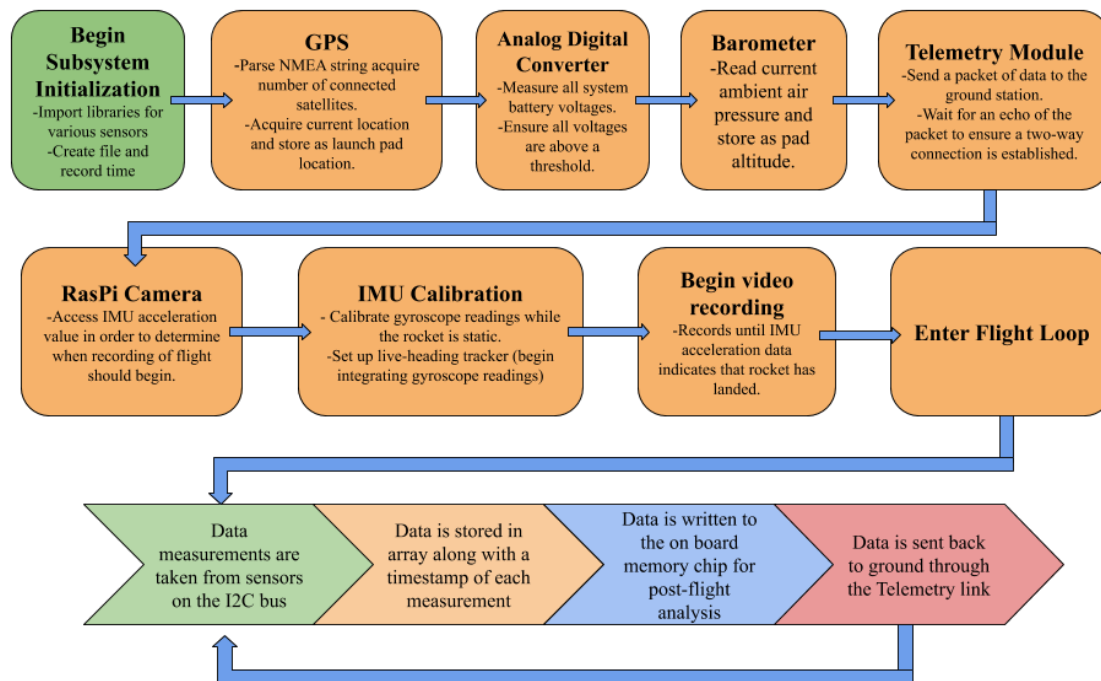 Begin
Subsystem
Initialization
-Import libraries for
various sensors
-Create file and
record time
GPS
-Parse NMEA string acquire
number of connected
satellites.
-Acquire current location
and store as launch pad
location.
Analog Digital
Converter
-Measure all system
battery voltages.
-Ensure all voltages
are above a
threshold.
Barometer
-Read current
ambient air
pressure and
store as pad
altitude.
Telemetry Module
-Send a packet of data to the
ground station.
-Wait for an echo of the
packet to ensure a two-way
connection is established.
RasPi Camera
-Access IMU acceleration
value in order to determine
when recording of flight
should begin.
IMU Calibration
- Calibrate gyroscope readings while
the rocket is static.
-Set up live-heading tracker (begin
integrating gyroscope readings)
Begin video
recording
-Records until IMU
acceleration data
indicates that rocket has
landed.
Enter Flight Loop
Data
measurements are
taken from sensors
on the I2C bus
Data is stored in
array along with a
timestamp of each
measurement
Data is written to
the on board
memory chip for
post-flight
analysis
Data is sent back
to ground through
the Telemetry link